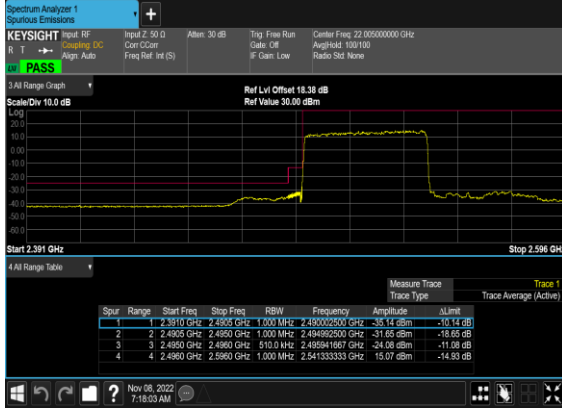 Spectrum Analyzer 1
Spurious Emissions
+
KEYSIGHT Input: RF Input Z: 50 Ω Atten: 30 dB Trig: Free Run Center Freq: 22.005000000 GHz
R T Coupling: DC Corr CCorr Gate: Off Avg|Hold: 100/100
Align: Auto Freq Ref: Int (S) IF Gain: Low Radio Std: None
PASS
3 All Range Graph
Ref Lvl Offset 18.38 dB
Scale/Div 10.0 dB Ref Value 30.00 dBm
Log
20.0
10.0
0.00
-10.0
-20.0
-30.0
-40.0
-50.0
-60.0
Start 2.391 GHz Stop 2.596 GH
4 All Range Table
Measure Trace Trace 1
Trace Type Trace Average (Active)
Spur Range Start Freq Stop Freq RBW Frequency Amplitude ΔLimit
1 1 2.3910 GHz 2.4905 GHz 1.000 MHz 2.490002500 GHz -35.14 dBm -10.14 dB
2 2 2.4905 GHz 2.4950 GHz 1.000 MHz 2.494992500 GHz -31.65 dBm -18.65 dB
3 3 2.4950 GHz 2.4960 GHz 510.0 kHz 2.495941667 GHz -24.08 dBm -11.08 dB
4 4 2.4960 GHz 2.5960 GHz 1.000 MHz 2.541333333 GHz 15.07 dBm -14.93 dB
? Nov 08, 2022
7:18:03 AM